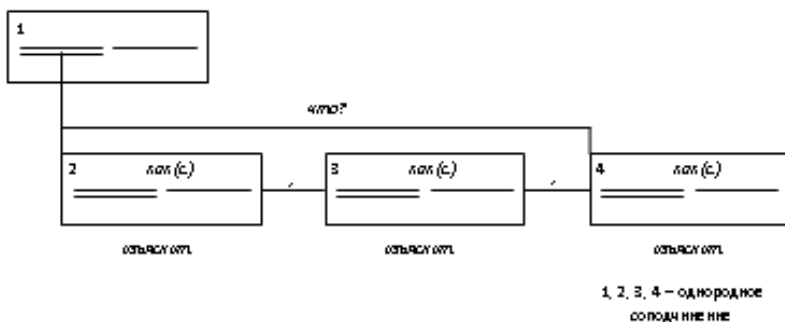 1
что?
2 как (с.)
,
3 как (с.)
,
4 как (с.)
1, 2, 3, 4 – однородное
соподчинение